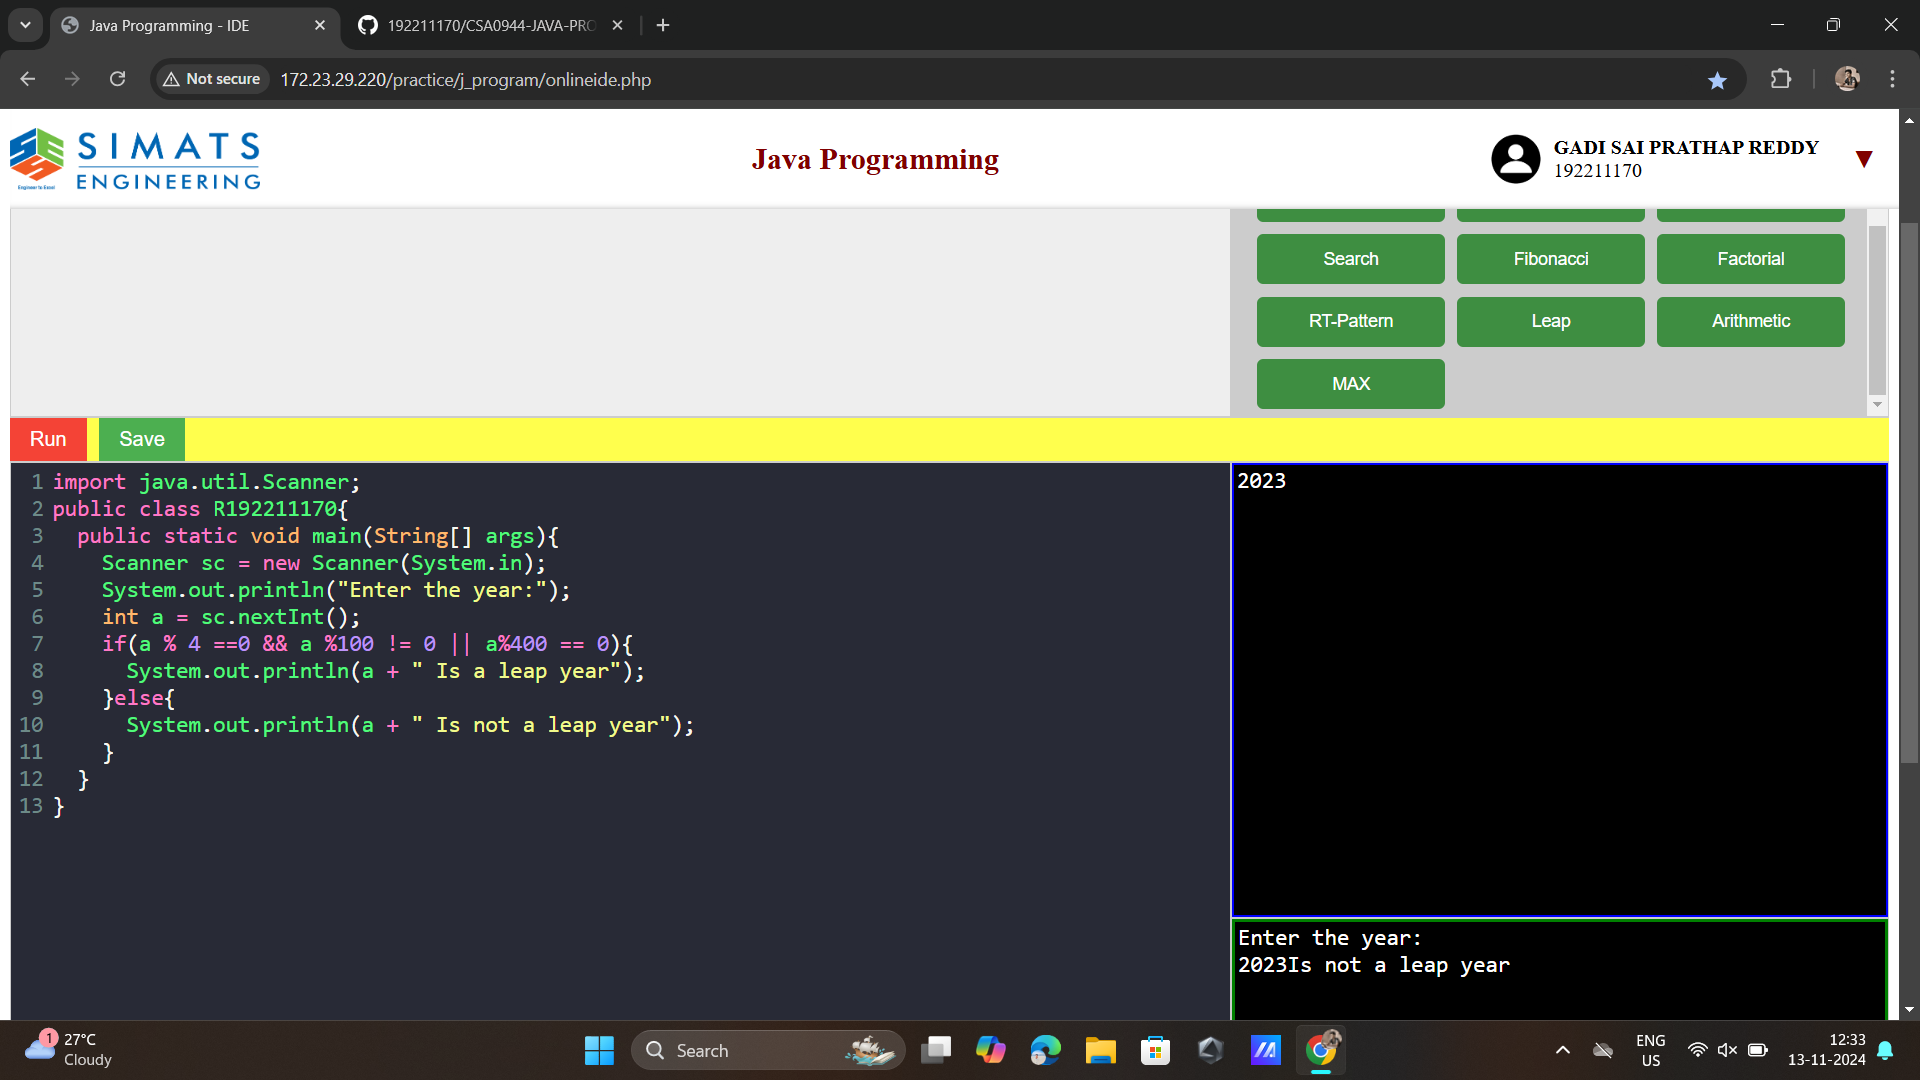 Java Programming - IDE
192211170/CSA0944-JAVA-PRO
Not secure
172.23.29.220/practice/j_program/onlineide.php
SIMATS
ENGINEERING
Engineer to Excel
Java Programming
GADI SAI PRATHAP REDDY
192211170
Search
Fibonacci
Factorial
RT-Pattern
Leap
Arithmetic
MAX
Run
Save
1 import java.util.Scanner;
2 public class R192211170{
3   public static void main(String[] args){
4     Scanner sc = new Scanner(System.in);
5     System.out.println("Enter the year:");
6     int a = sc.nextInt();
7     if(a % 4 ==0 && a %100 != 0 || a%400 == 0){
8       System.out.println(a + " Is a leap year");
9     }else{
10       System.out.println(a + " Is not a leap year");
11     }
12   }
13 }
2023
Enter the year:
2023Is not a leap year
1
27°C
Cloudy
Search
ENG
US
12:33
13-11-2024